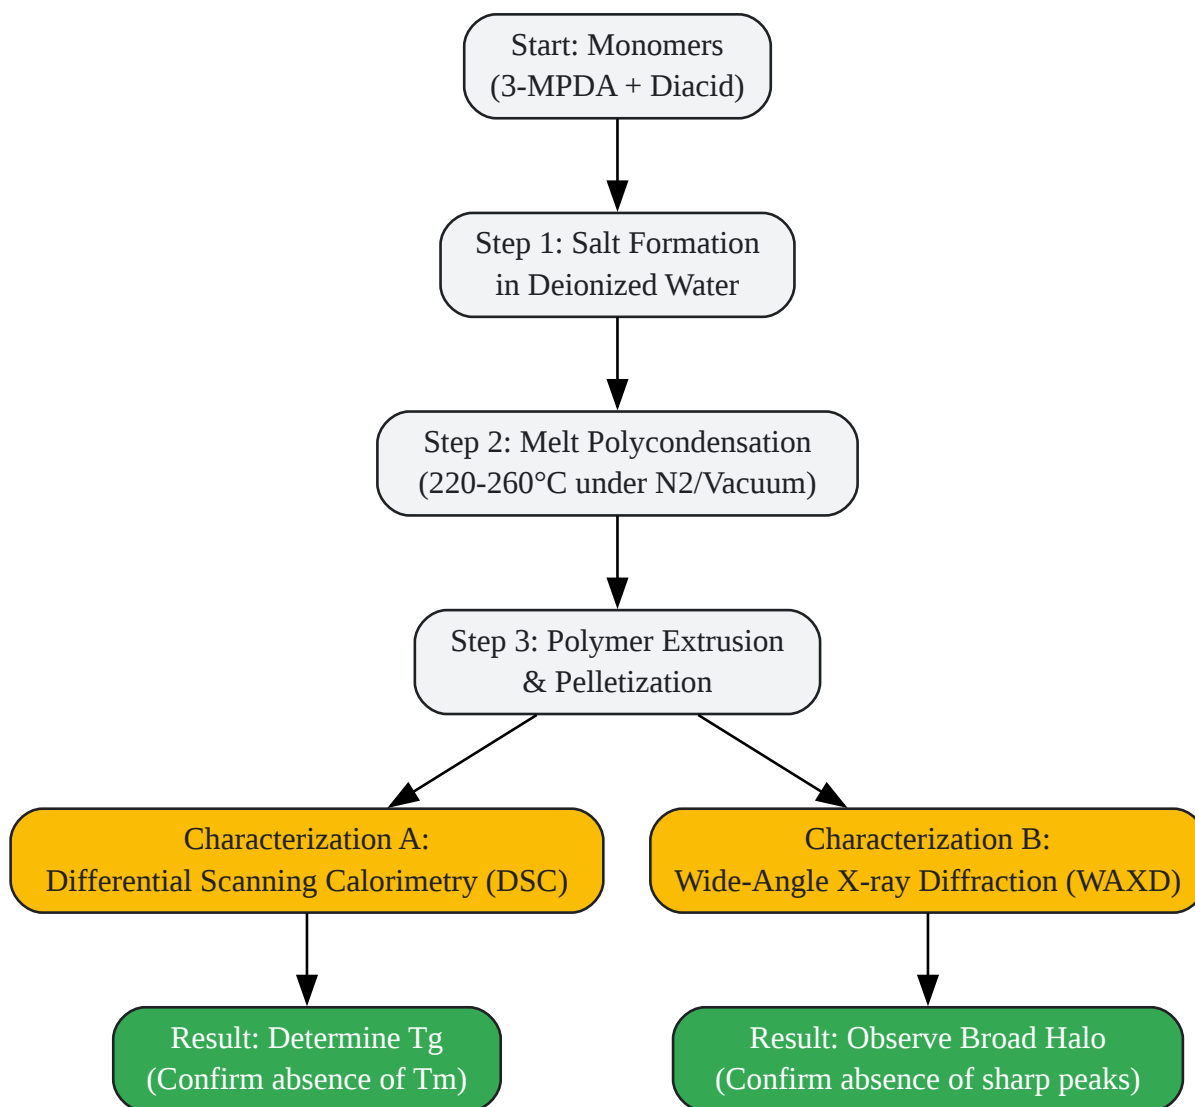 Start: Monomers
(3-MPDA + Diacid)
Step 1: Salt Formation
in Deionized Water
Step 2: Melt Polycondensation
(220-260°C under N2/Vacuum)
Step 3: Polymer Extrusion
& Pelletization
Characterization A:
Differential Scanning Calorimetry (DSC)
Characterization B:
Wide-Angle X-ray Diffraction (WAXD)
Result: Determine Tg
(Confirm absence of Tm)
Result: Observe Broad Halo
(Confirm absence of sharp peaks)